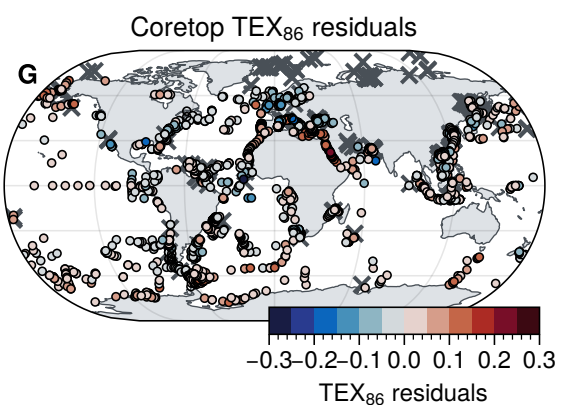 Coretop TEX₈₆ residuals
G
−0.3 −0.2 −0.1 0.0 0.1 0.2 0.3
TEX₈₆ residuals